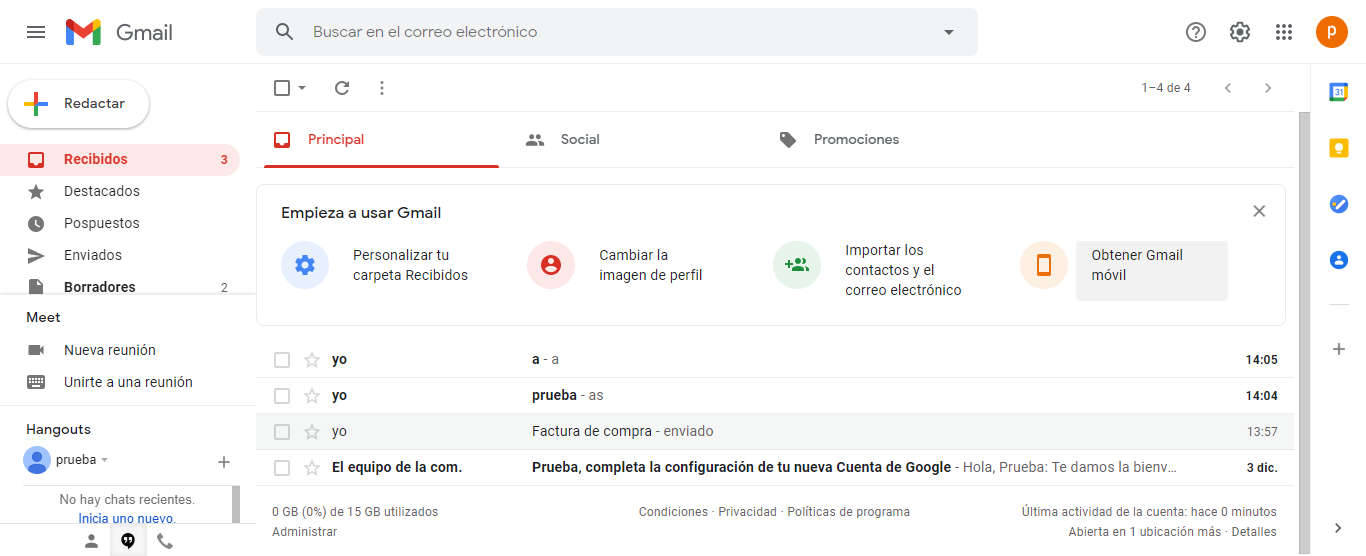 Gmail
Buscar en el correo electrónico
p
Redactar
1–4 de 4
31
Recibidos 3
Destacados
Pospuestos
Enviados
Borradores 2
Meet
Nueva reunión
Unirte a una reunión
Hangouts
prueba
No hay chats recientes.
Inicia uno nuevo.
Principal
Social
Promociones
Empieza a usar Gmail
Personalizar tu
carpeta Recibidos
Cambiar la
imagen de perfil
Importar los
contactos y el
correo electrónico
Obtener Gmail
móvil
yo a - a 14:05
yo prueba - as 14:04
yo Factura de compra - enviado 13:57
El equipo de la com. Prueba, completa la configuración de tu nueva Cuenta de Google - Hola, Prueba: Te damos la bienv… 3 dic.
0 GB (0%) de 15 GB utilizados
Administrar
Condiciones · Privacidad · Políticas de programa
Última actividad de la cuenta: hace 0 minutos
Abierta en 1 ubicación más · Detalles